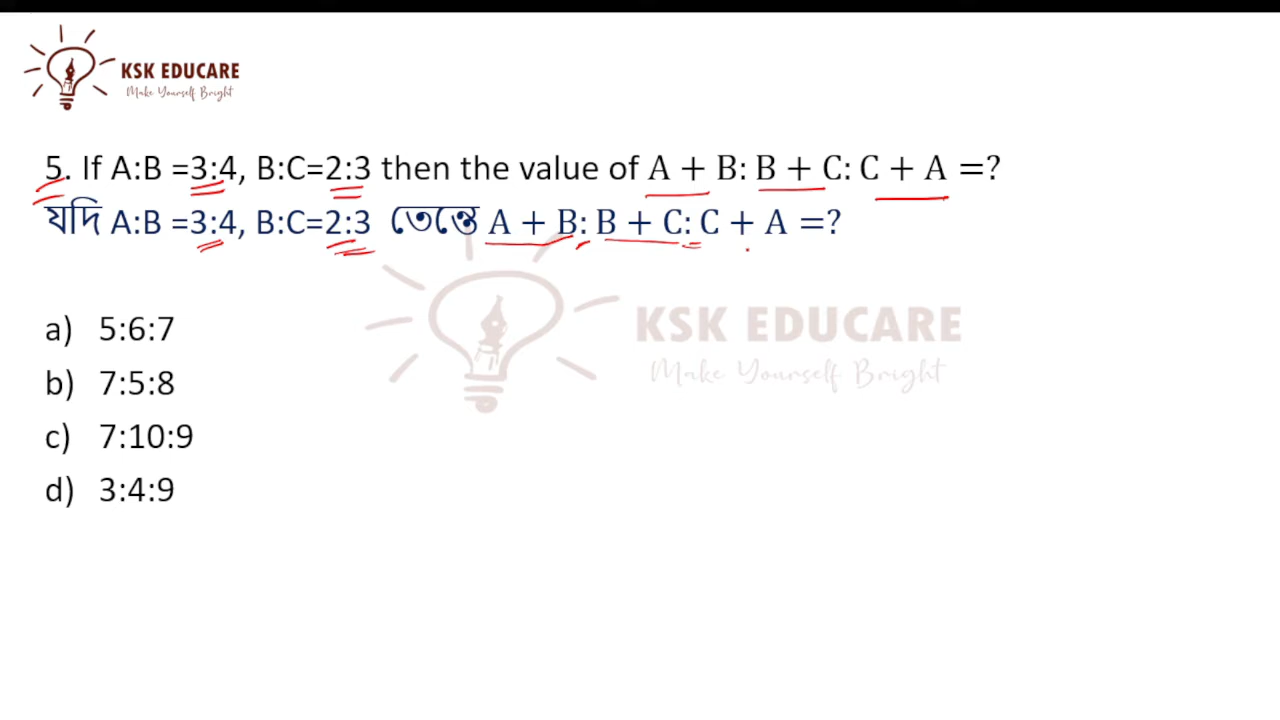 KSK EDUCARE
Make Yourself Bright
5. If A:B =3:4, B:C=2:3 then the value of A + B: B + C: C + A =?
যদি A:B =3:4, B:C=2:3 তেন্তে A + B: B + C: C + A =?
KSK EDUCARE
Make Yourself Bright
a) 5:6:7
b) 7:5:8
c) 7:10:9
d) 3:4:9